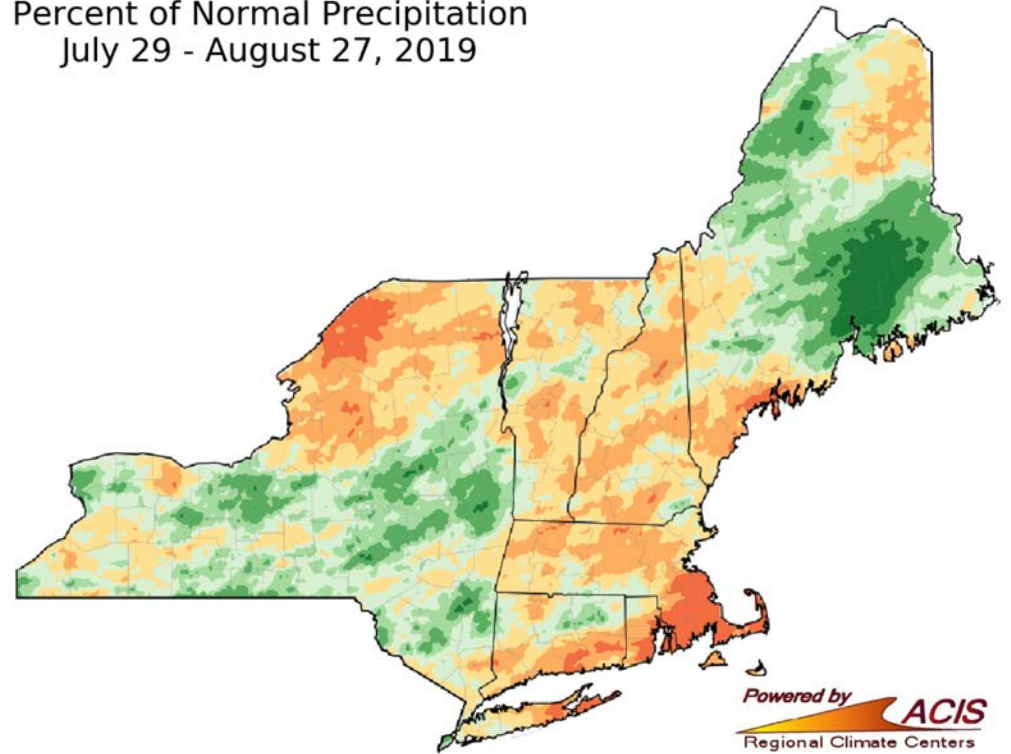 Percent of Normal Precipitation
July 29 - August 27, 2019
Powered by
ACIS
Regional Climate Centers